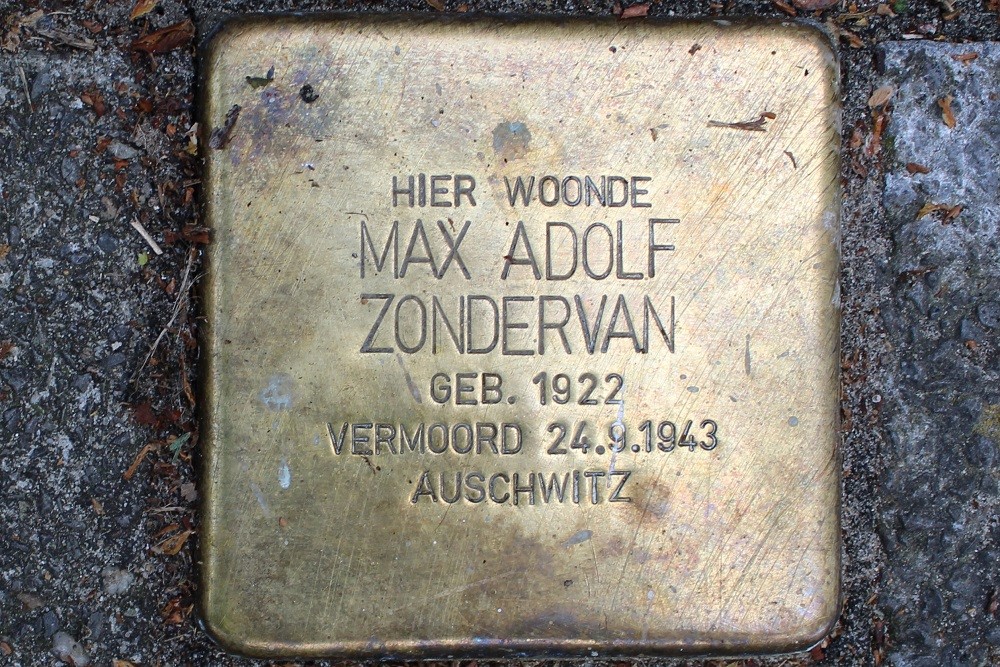 HIER WOONDE
MAX ADOLF
ZONDERVAN
GEB. 1922
VERMOORD 24.9.1943
AUSCHWITZ